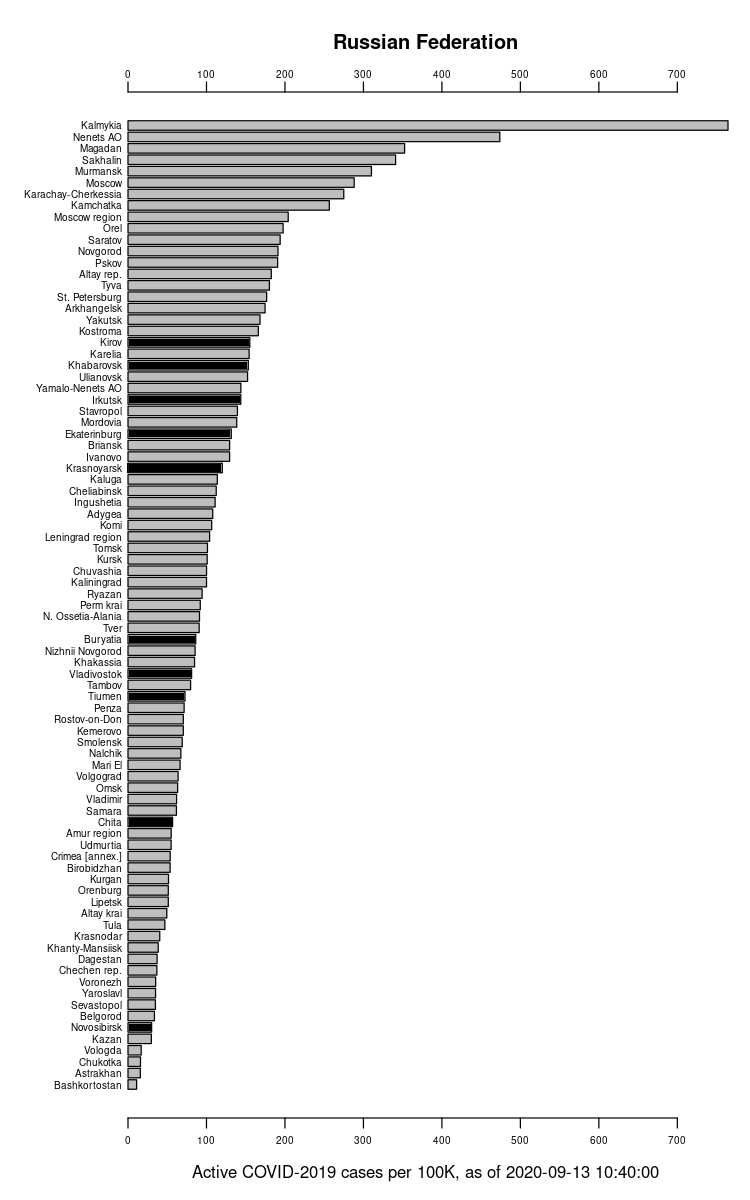 Russian Federation
0 100 200 300 400 500 600 700
Kalmykia
Nenets AO
Magadan
Sakhalin
Murmansk
Moscow
Karachay-Cherkessia
Kamchatka
Moscow region
Orel
Saratov
Novgorod
Pskov
Altay rep.
Tyva
St. Petersburg
Arkhangelsk
Yakutsk
Kostroma
Kirov
Karelia
Khabarovsk
Ulianovsk
Yamalo-Nenets AO
Irkutsk
Stavropol
Mordovia
Ekaterinburg
Briansk
Ivanovo
Krasnoyarsk
Kaluga
Cheliabinsk
Ingushetia
Adygea
Komi
Leningrad region
Tomsk
Kursk
Chuvashia
Kaliningrad
Ryazan
Perm krai
N. Ossetia-Alania
Tver
Buryatia
Nizhnii Novgorod
Khakassia
Vladivostok
Tambov
Tiumen
Penza
Rostov-on-Don
Kemerovo
Smolensk
Nalchik
Mari El
Volgograd
Omsk
Vladimir
Samara
Chita
Amur region
Udmurtia
Crimea [annex.]
Birobidzhan
Kurgan
Orenburg
Lipetsk
Altay krai
Tula
Krasnodar
Khanty-Mansiisk
Dagestan
Chechen rep.
Voronezh
Yaroslavl
Sevastopol
Belgorod
Novosibirsk
Kazan
Vologda
Chukotka
Astrakhan
Bashkortostan
0 100 200 300 400 500 600 700
Active COVID-2019 cases per 100K, as of 2020-09-13 10:40:00